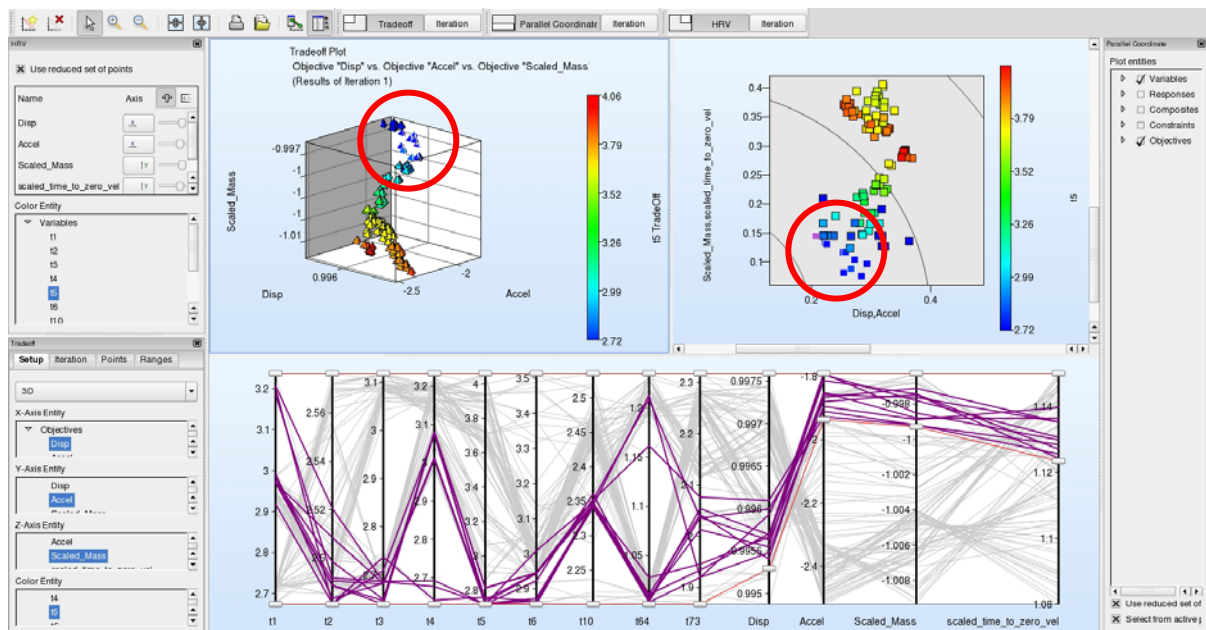 Tradeoff Iteration Parallel Coordinate Iteration HRV Iteration
HRV
Use reduced set of points
Name Axis
Disp x
Accel x
Scaled_Mass Y
scaled_time_to_zero_vel Y
Color Entity
Variables
t1
t2
t3
t4
t5
t6
t10
Tradeoff
Setup Iteration Points Ranges
3D
X-Axis Entity
Objectives
Disp
Y-Axis Entity
Disp
Accel
Z-Axis Entity
Accel
Scaled_Mass
Color Entity
t4
t5
Tradeoff Plot
Objective "Disp" vs. Objective "Accel" vs. Objective "Scaled_Mass
(Results of Iteration 1)
Scaled_Mass
-0.997
-1
-1
-1
-1
-1.01
0.996
-2.5
-2
Disp
Accel
t5 TradeOff
4.06
3.79
3.52
3.26
2.99
2.72
Scaled_Mass,scaled_time_to_zero_vel
0.4
0.35
0.3
0.25
0.2
0.15
0.1
0.2 0.4
Disp,Accel
t5
3.79
3.52
3.26
2.99
2.72
Parallel Coordinate
Plot entities
Variables
Responses
Composites
Constraints
Objectives
Use reduced set of
Select from active p
3.2
3.1
3
2.9
2.8
2.7
2.56
2.54
2.52
2.5
3.1
3
2.9
2.8
2.7
3.2
3.1
3
2.9
2.8
2.7
4
3.8
3.6
3.4
3.2
3
2.8
3.5
3.4
3.3
3.2
3.1
3
2.9
2.5
2.45
2.4
2.35
2.3
2.25
1.2
1.15
1.1
1.05
2.3
2.2
2.1
2
1.9
0.9975
0.997
0.9965
0.996
0.9955
0.995
-1.8
-2
-2.2
-2.4
-0.998
-1
-1.002
-1.004
-1.006
-1.008
1.14
1.12
1.1
1.08
t1 t2 t3 t4 t5 t6 t10 t64 t73 Disp Accel Scaled_Mass scaled_time_to_zero_vel